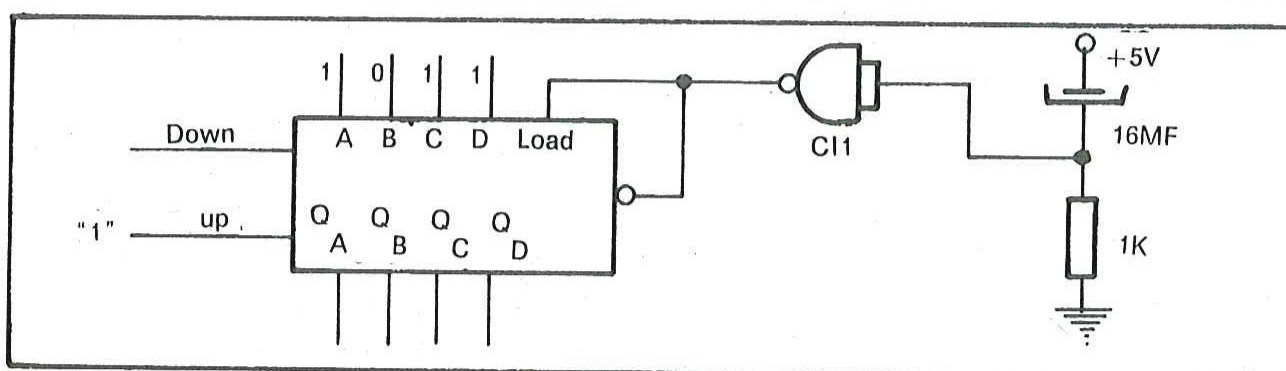 1 0 1 1
+5V
Down
A B C D Load
16MF
CI1
"1" up
Q Q Q Q
A B C D
1K